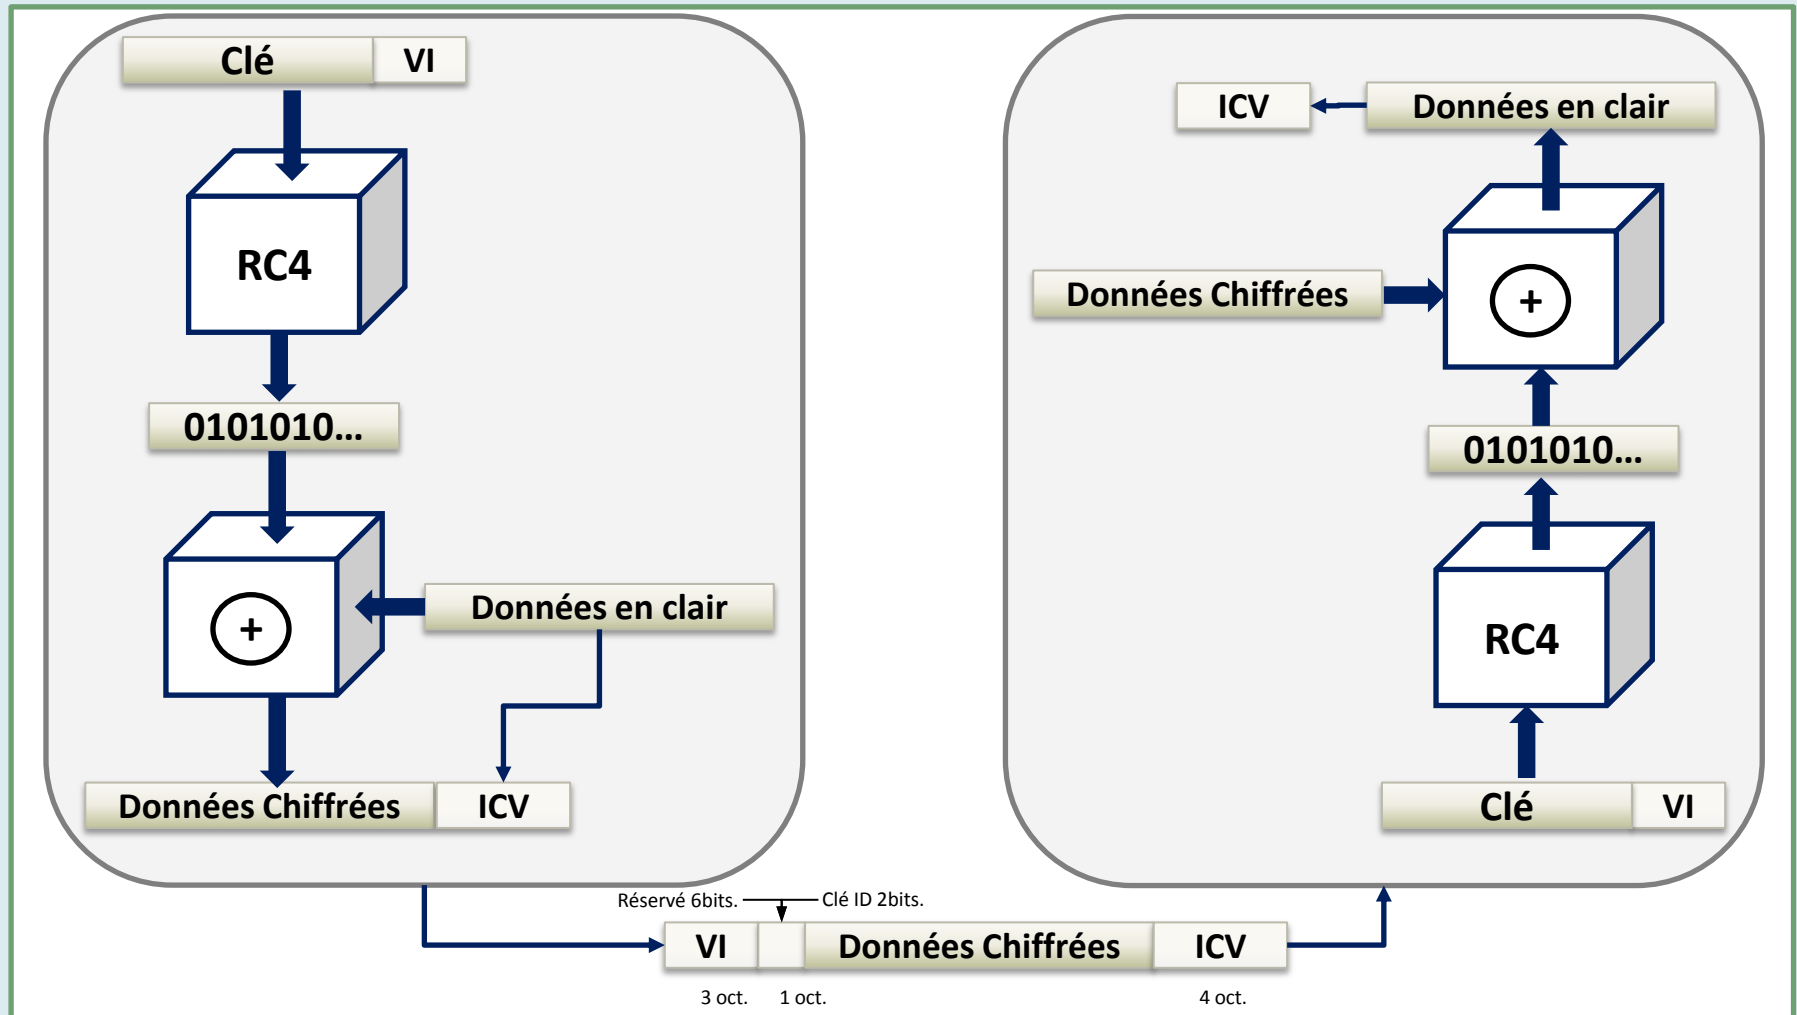 Clé VI
RC4
0101010...
+
Données en clair
Données Chiffrées ICV
ICV Données en clair
Données Chiffrées
+
0101010...
RC4
Clé VI
Réservé 6bits. Clé ID 2bits.
VI Données Chiffrées ICV
3 oct. 1 oct. 4 oct.